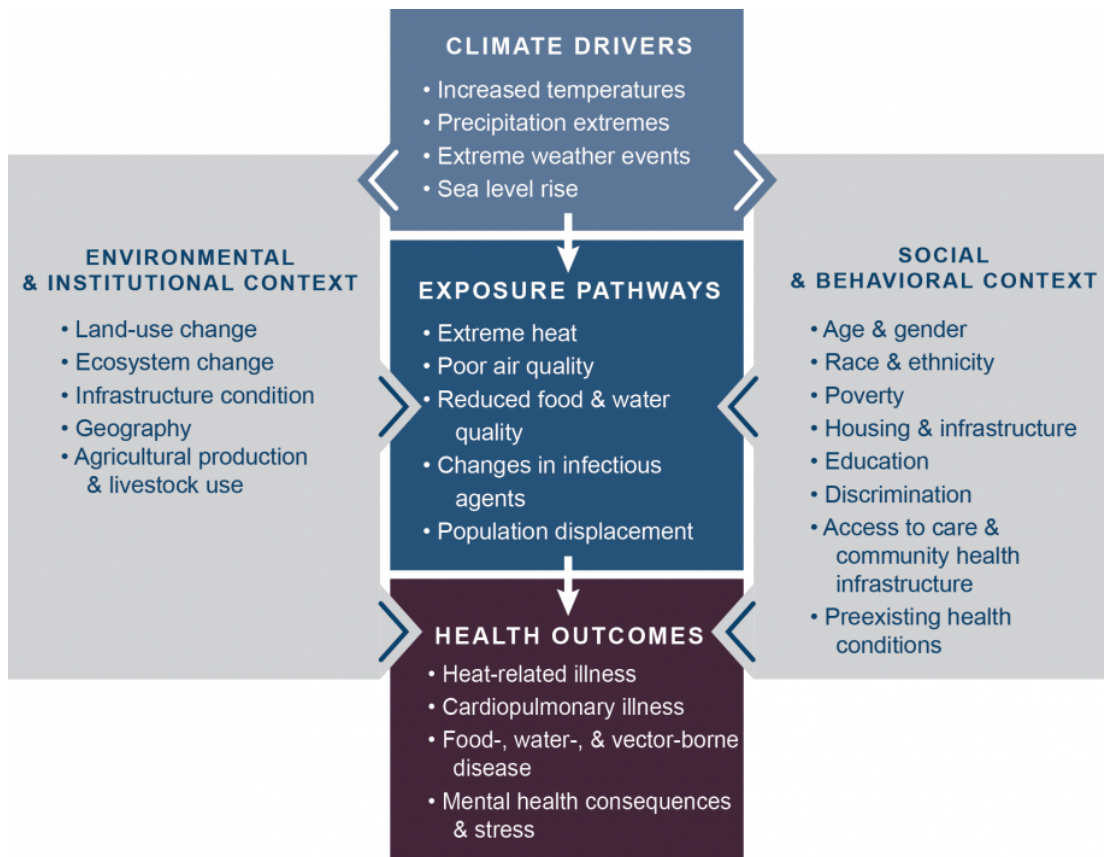 CLIMATE DRIVERS
• Increased temperatures
• Precipitation extremes
• Extreme weather events
• Sea level rise
ENVIRONMENTAL
& INSTITUTIONAL CONTEXT
• Land-use change
• Ecosystem change
• Infrastructure condition
• Geography
• Agricultural production
& livestock use
EXPOSURE PATHWAYS
• Extreme heat
• Poor air quality
• Reduced food & water
quality
• Changes in infectious
agents
• Population displacement
SOCIAL
& BEHAVIORAL CONTEXT
• Age & gender
• Race & ethnicity
• Poverty
• Housing & infrastructure
• Education
• Discrimination
• Access to care &
community health
infrastructure
• Preexisting health
conditions
HEALTH OUTCOMES
• Heat-related illness
• Cardiopulmonary illness
• Food-, water-, & vector-borne
disease
• Mental health consequences
& stress